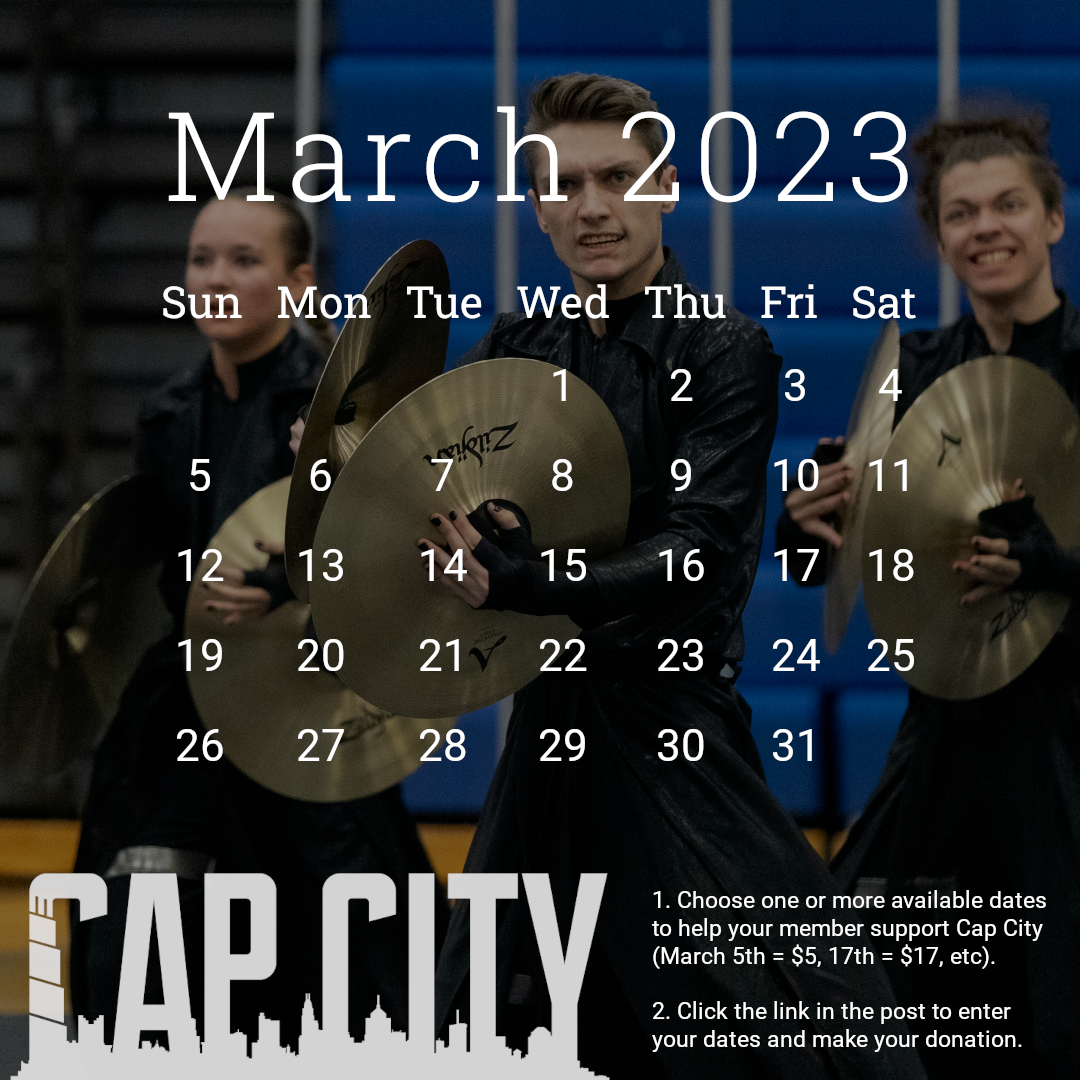 March 2023
Sun Mon Tue Wed Thu Fri Sat
1 2 3 4
5 6 7 8 9 10 11
12 13 14 15 16 17 18
19 20 21 22 23 24 25
26 27 28 29 30 31
Zildjian
CAP CITY
1. Choose one or more available dates
to help your member support Cap City
(March 5th = $5, 17th = $17, etc).
2. Click the link in the post to enter
your dates and make your donation.